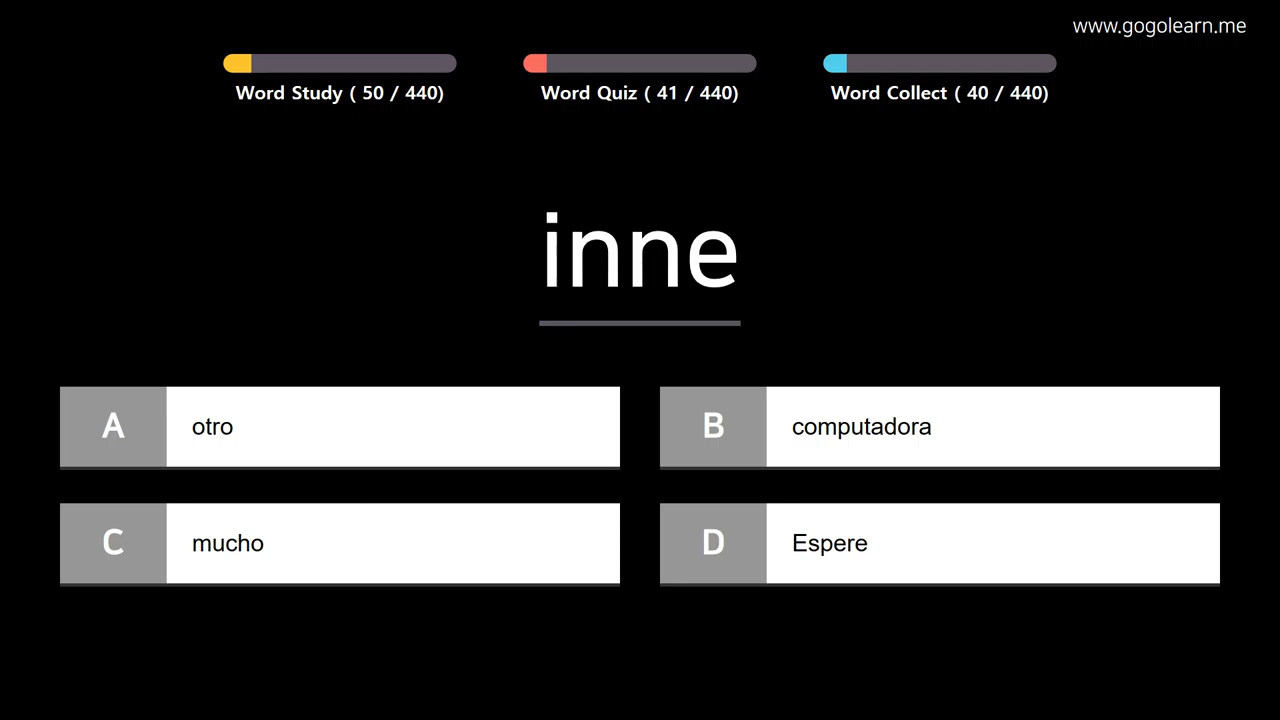 www.gogolearn.me
Word Study ( 50 / 440)
Word Quiz ( 41 / 440)
Word Collect ( 40 / 440)
inne
A otro
B computadora
C mucho
D Espere